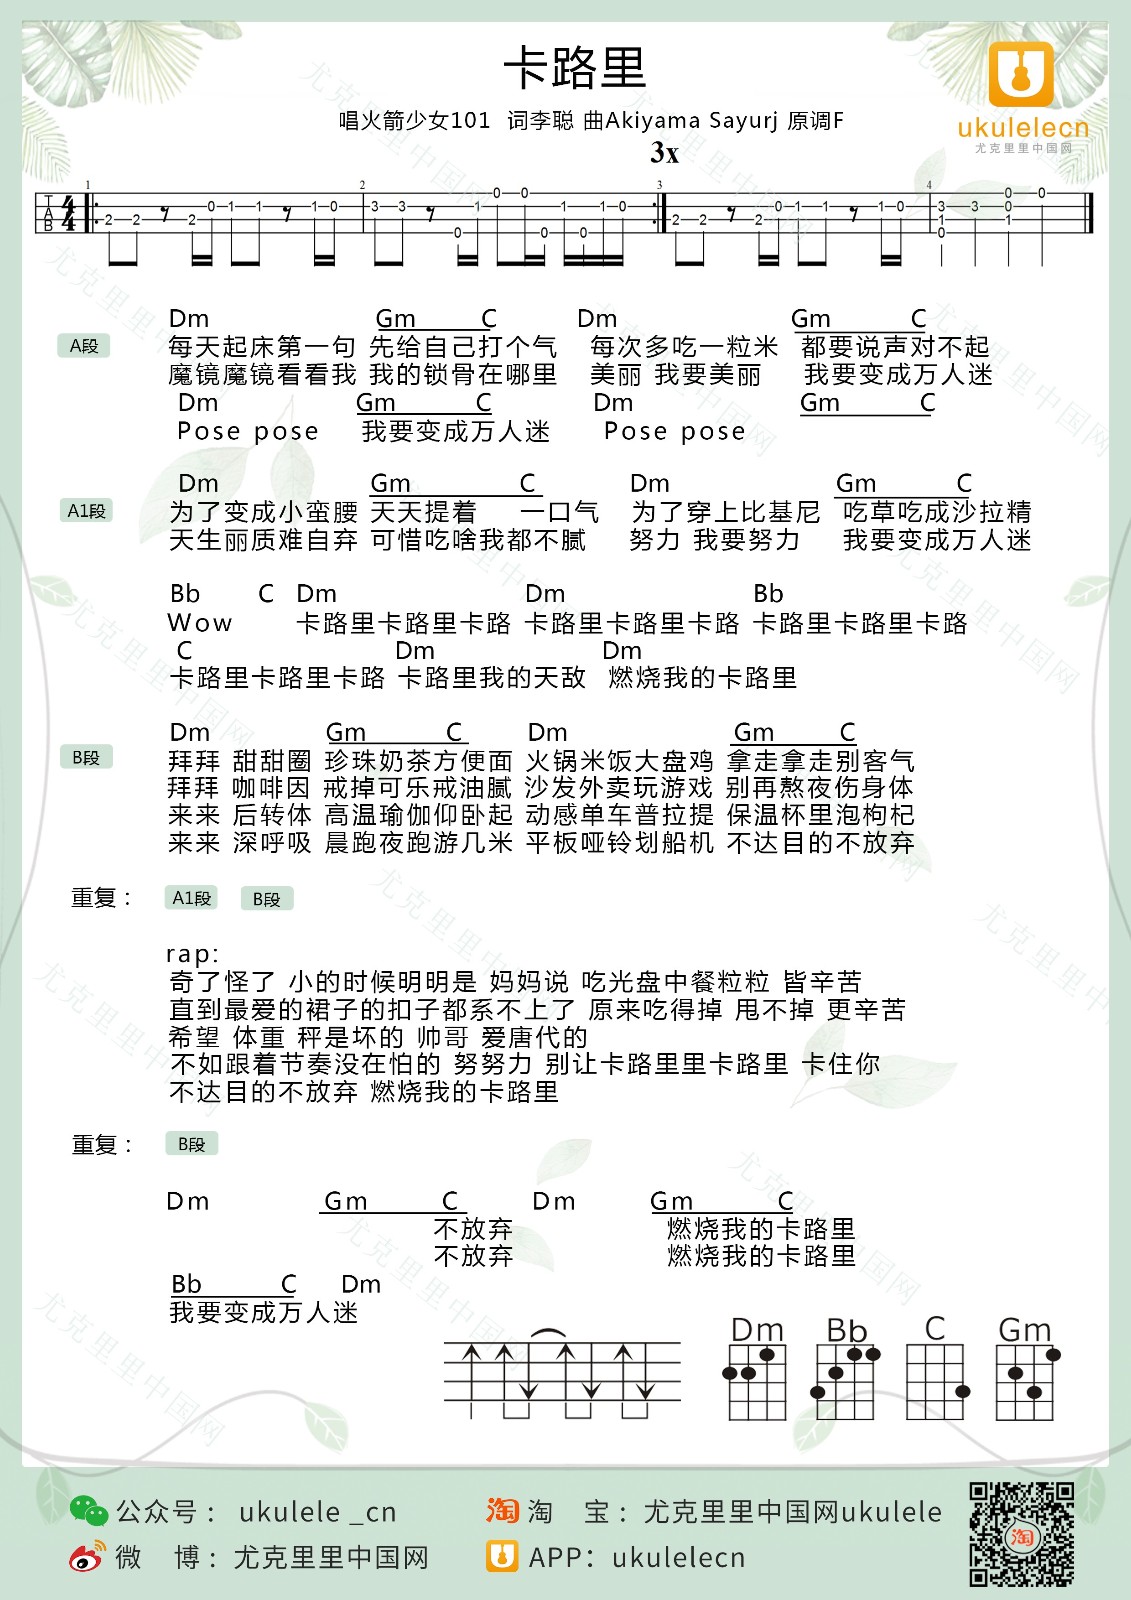 卡路里
唱火箭少女101 词李聪 曲Akiyama Sayurj 原调F
ukulelecn
尤克里里中国网
3x
1 2 3 4
T A B 4 4
2 2 2 0 1 1 1 0 3 3 0 1 0 0 0 1 0 1 0 2 2 2 0 1 1 1 0 3 1 0 3 0 0 1 0
Dm Gm C Dm Gm C
A段
每天起床第一句 先给自己打个气 每次多吃一粒米 都要说声对不起
魔镜魔镜看看我 我的锁骨在哪里 美丽 我要美丽 我要变成万人迷
Dm Gm C Dm Gm C
Pose pose 我要变成万人迷 Pose pose
Dm Gm C Dm Gm C
A1段
为了变成小蛮腰 天天提着 一口气 为了穿上比基尼 吃草吃成沙拉精
天生丽质难自弃 可惜吃啥我都不腻 努力 我要努力 我要变成万人迷
Bb C Dm Dm Bb
Wow 卡路里卡路里卡路 卡路里卡路里卡路 卡路里卡路里卡路
C Dm Dm
卡路里卡路里卡路 卡路里我的天敌 燃烧我的卡路里
Dm Gm C Dm Gm C
B段
拜拜 甜甜圈 珍珠奶茶方便面 火锅米饭大盘鸡 拿走拿走别客气
拜拜 咖啡因 戒掉可乐戒油腻 沙发外卖玩游戏 别再熬夜伤身体
来来 后转体 高温瑜伽仰卧起 动感单车普拉提 保温杯里泡枸杞
来来 深呼吸 晨跑夜跑游几米 平板哑铃划船机 不达目的不放弃
重复： A1段 B段
rap:
奇了怪了 小的时候明明是 妈妈说 吃光盘中餐粒粒 皆辛苦
直到最爱的裙子的扣子都系不上了 原来吃得掉 甩不掉 更辛苦
希望 体重 秤是坏的 帅哥 爱唐代的
不如跟着节奏没在怕的 努努力 别让卡路里里卡路里 卡住你
不达目的不放弃 燃烧我的卡路里
重复： B段
Dm Gm C Dm Gm C
不放弃 燃烧我的卡路里
不放弃 燃烧我的卡路里
Bb C Dm
我要变成万人迷
Dm Bb C Gm
公众号： ukulele _cn
淘 淘 宝：尤克里里中国网ukulele
微 博：尤克里里中国网
APP：ukulelecn
淘
尤克里里中国网